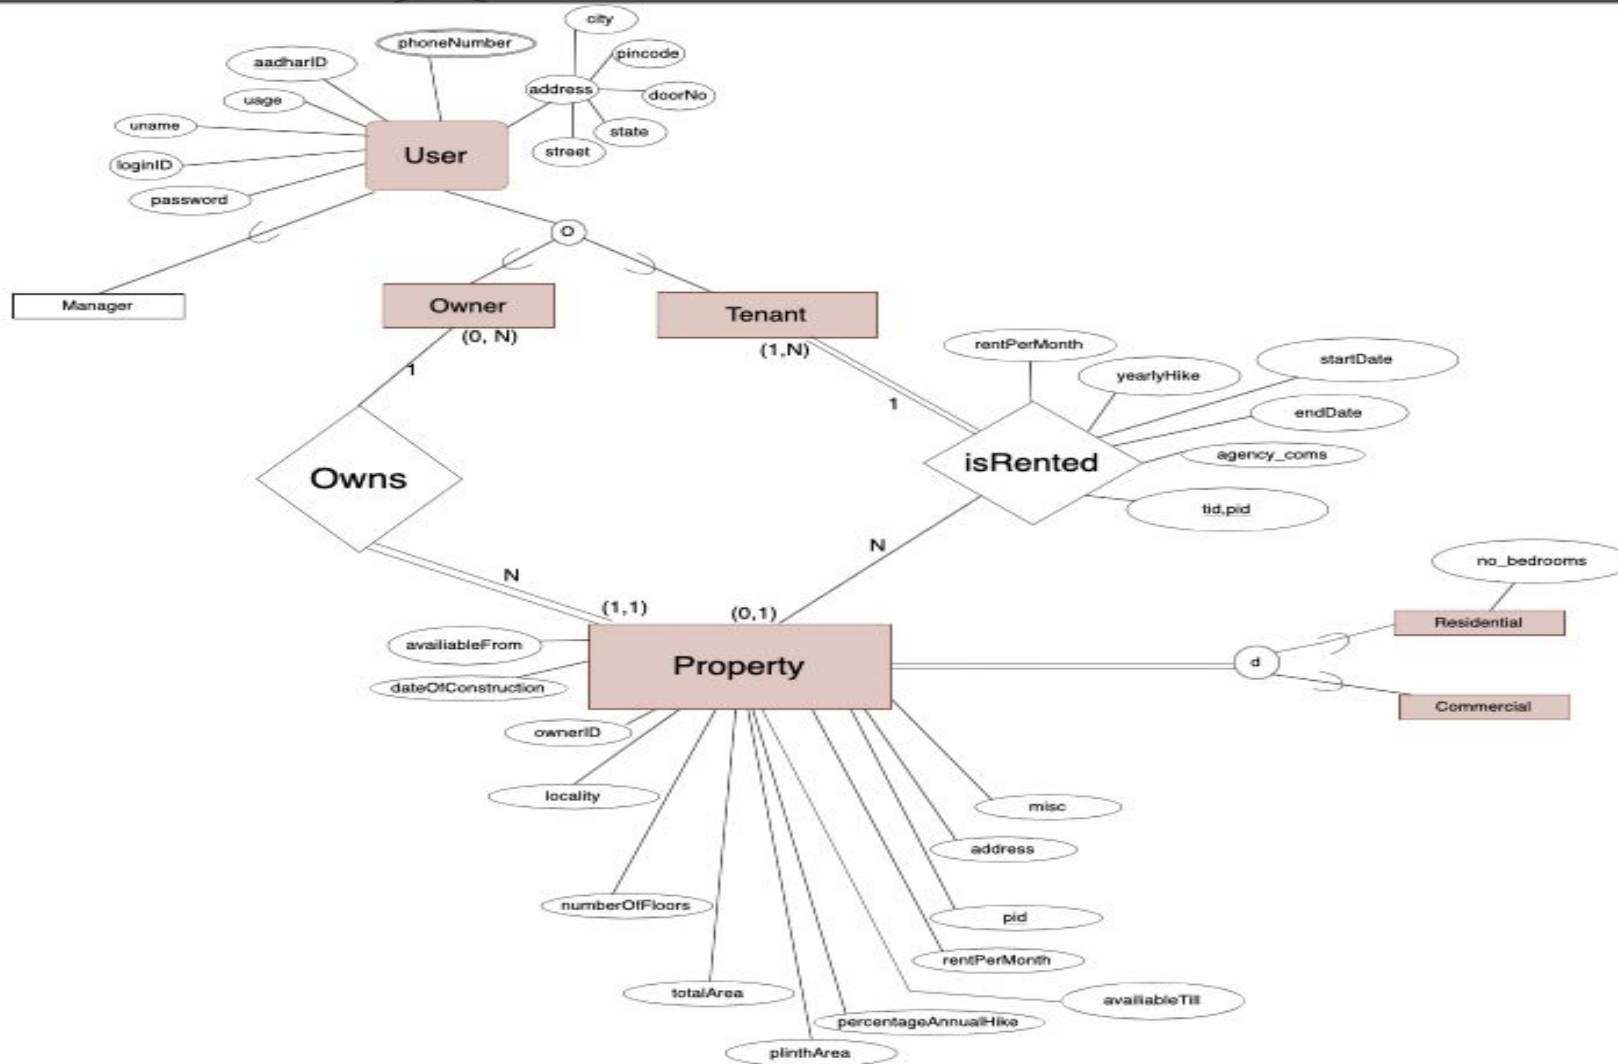 city
phoneNumber
pincode
aadharID
address
doorNo
uage
uname
state
User
street
loginID
password
O
Manager
Owner
Tenant
(0, N)
(1,N)
rentPerMonth
startDate
yearlyHike
1
1
endDate
agency_coms
isRented
Owns
tid,pid
N
N
no_bedrooms
(1,1)
(0,1)
Residential
availiableFrom
Property
d
dateOfConstruction
Commercial
ownerID
locality
misc
address
numberOfFloors
pid
rentPerMonth
totalArea
availiableTill
percentageAnnualHike
plinthArea